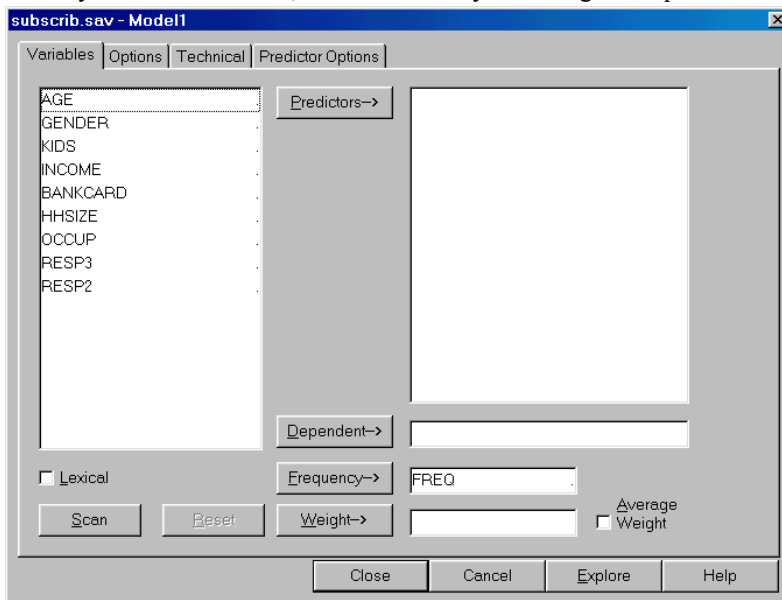 subscrib.sav - Model1
Variables Options Technical Predictor Options
AGE .
GENDER .
KIDS .
INCOME .
BANKCARD .
HHSIZE .
OCCUP .
RESP3 .
RESP2 .
Predictors->
Dependent->
Lexical
Frequency-> FREQ .
Scan Reset Weight-> Average Weight
Close Cancel Explore Help